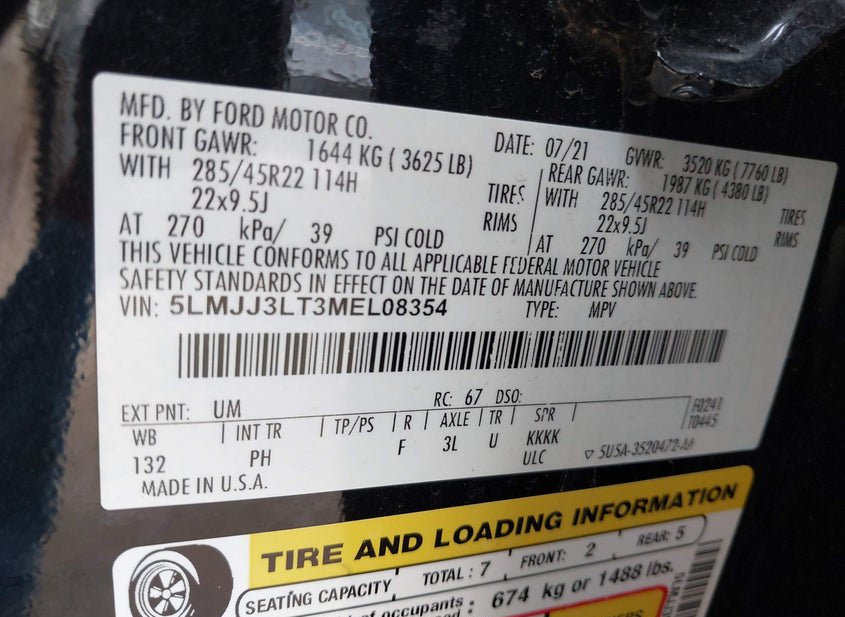 MFD. BY FORD MOTOR CO.
DATE: 07/21 GVWR: 3520 KG ( 7760 LB)
FRONT GAWR: 1644 KG ( 3625 LB)
REAR GAWR: 1987 KG ( 4380 LB)
WITH 285/45R22 114H TIRES
WITH 285/45R22 114H TIRES
22x9.5J RIMS
22x9.5J RIMS
AT 270 kPa/ 39 PSI COLD
AT 270 kPa/ 39 PSI COLD
THIS VEHICLE CONFORMS TO ALL APPLICABLE FEDERAL MOTOR VEHICLE
SAFETY STANDARDS IN EFFECT ON THE DATE OF MANUFACTURE SHOWN ABOVE.
VIN: 5LMJJ3LT3MEL08354 TYPE: MPV
EXT PNT: UM RC: 67 DSO:
WB INT TR TP/PS R AXLE TR SPR
132 PH F 3L U KKKK
ULC
F0241
T0445
5U5A-3520472-AA
MADE IN U.S.A.
TIRE AND LOADING INFORMATION
SEATING CAPACITY TOTAL : 7 FRONT: 2 REAR: 5
of occupants : 674 kg or 1488 lbs.